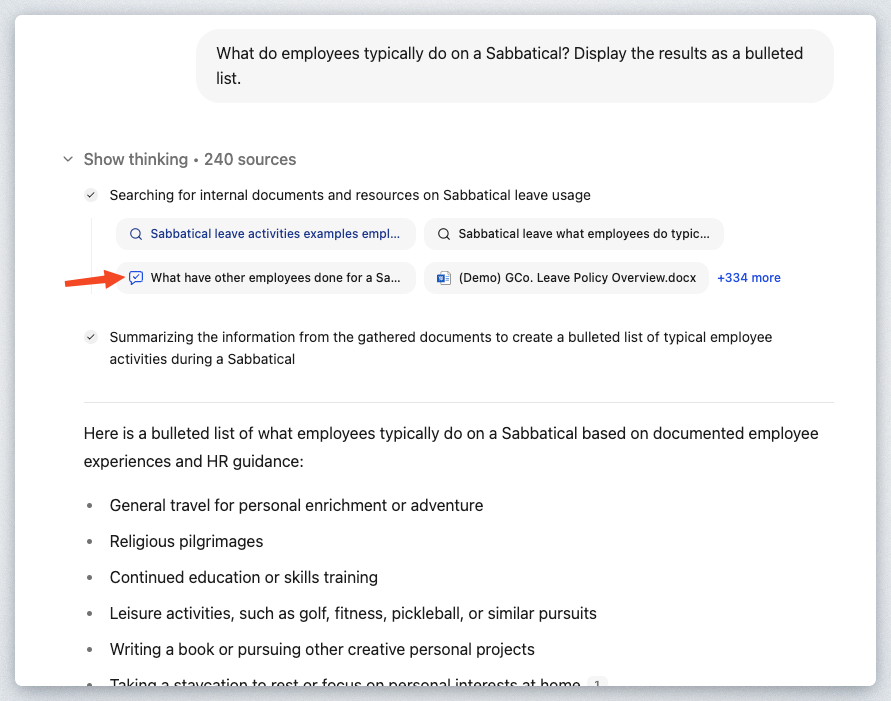 What do employees typically do on a Sabbatical? Display the results as a bulleted
list.
Show thinking • 240 sources
Searching for internal documents and resources on Sabbatical leave usage
Sabbatical leave activities examples empl...
Sabbatical leave what employees do typic...
What have other employees done for a Sa...
(Demo) GCo. Leave Policy Overview.docx
+334 more
Summarizing the information from the gathered documents to create a bulleted list of typical employee
activities during a Sabbatical
Here is a bulleted list of what employees typically do on a Sabbatical based on documented employee
experiences and HR guidance:
• General travel for personal enrichment or adventure
• Religious pilgrimages
• Continued education or skills training
• Leisure activities, such as golf, fitness, pickleball, or similar pursuits
• Writing a book or pursuing other creative personal projects
• Taking a staycation to rest or focus on personal interests at home 1